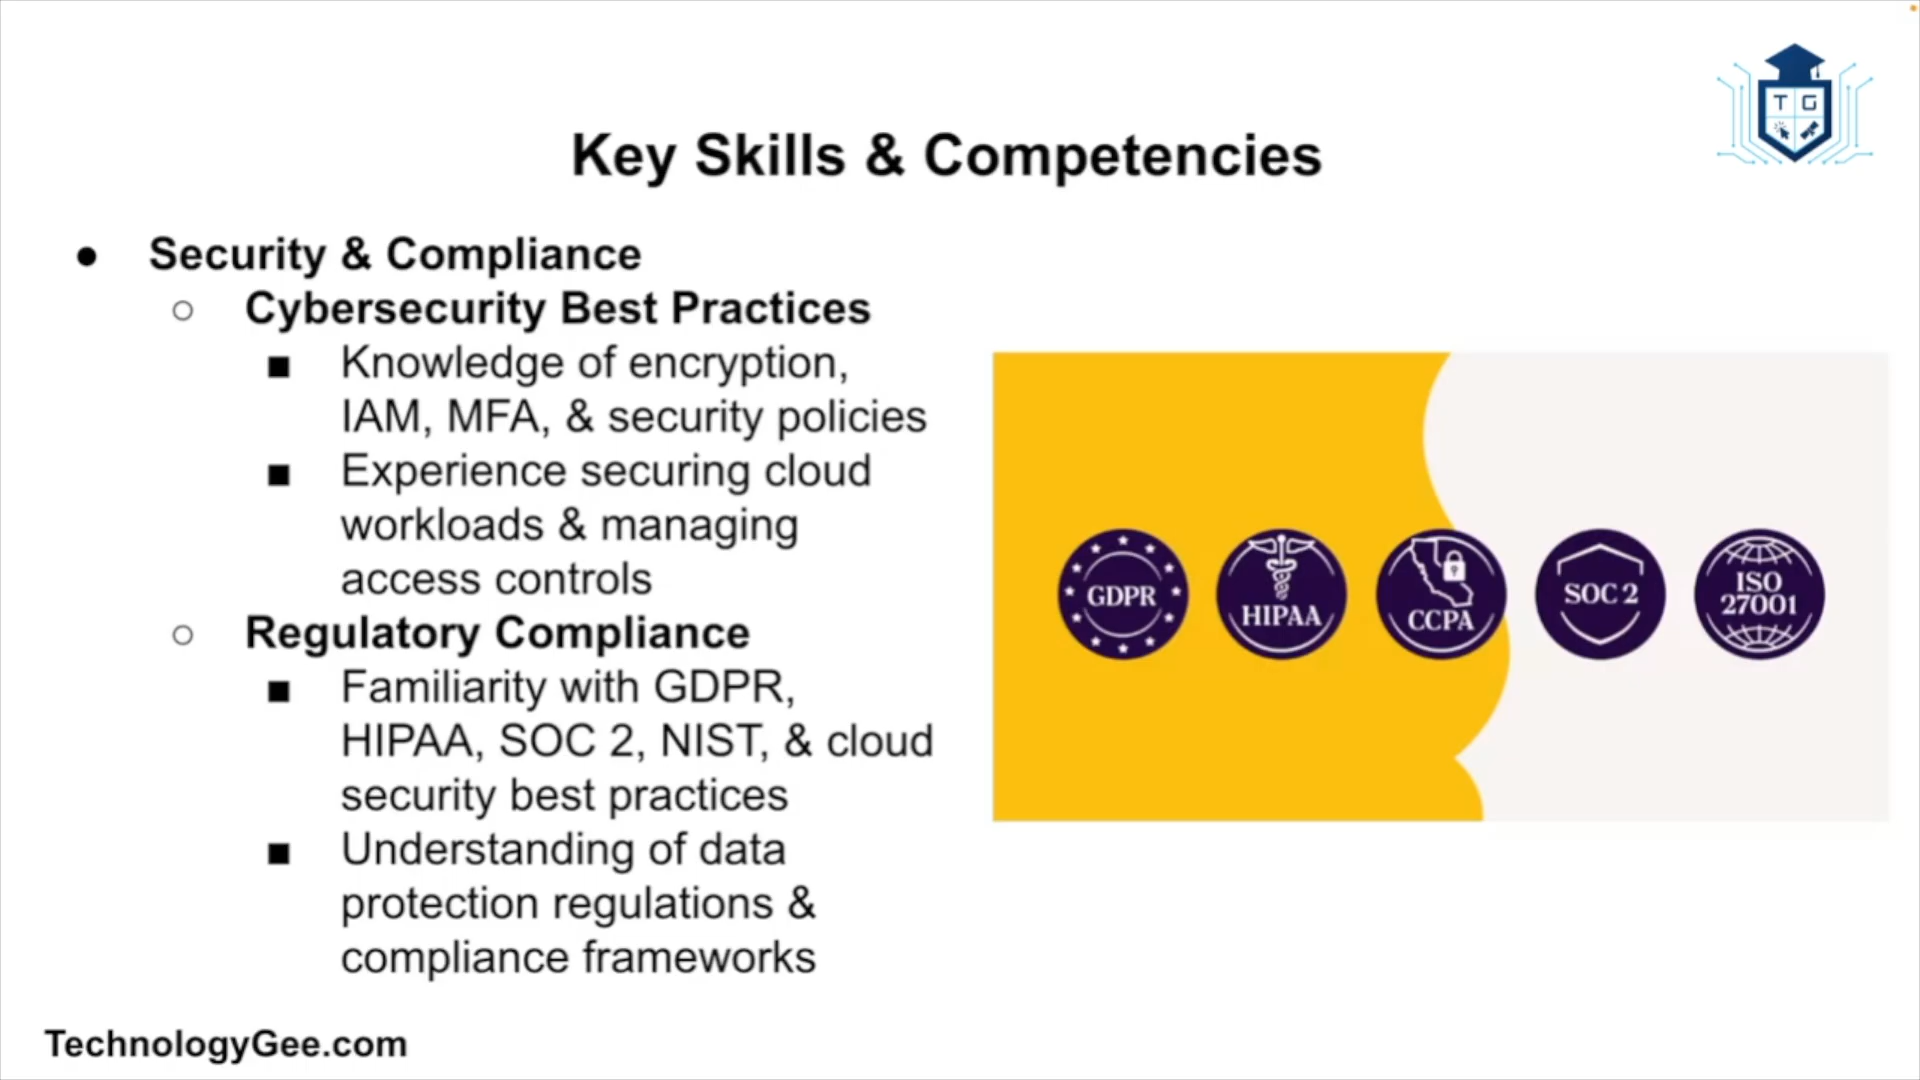 T G
Key Skills & Competencies
● Security & Compliance
○ Cybersecurity Best Practices
■ Knowledge of encryption,
IAM, MFA, & security policies
■ Experience securing cloud
workloads & managing
access controls
○ Regulatory Compliance
■ Familiarity with GDPR,
HIPAA, SOC 2, NIST, & cloud
security best practices
■ Understanding of data
protection regulations &
compliance frameworks
GDPR
HIPAA
CCPA
SOC 2
ISO
27001
TechnologyGee.com